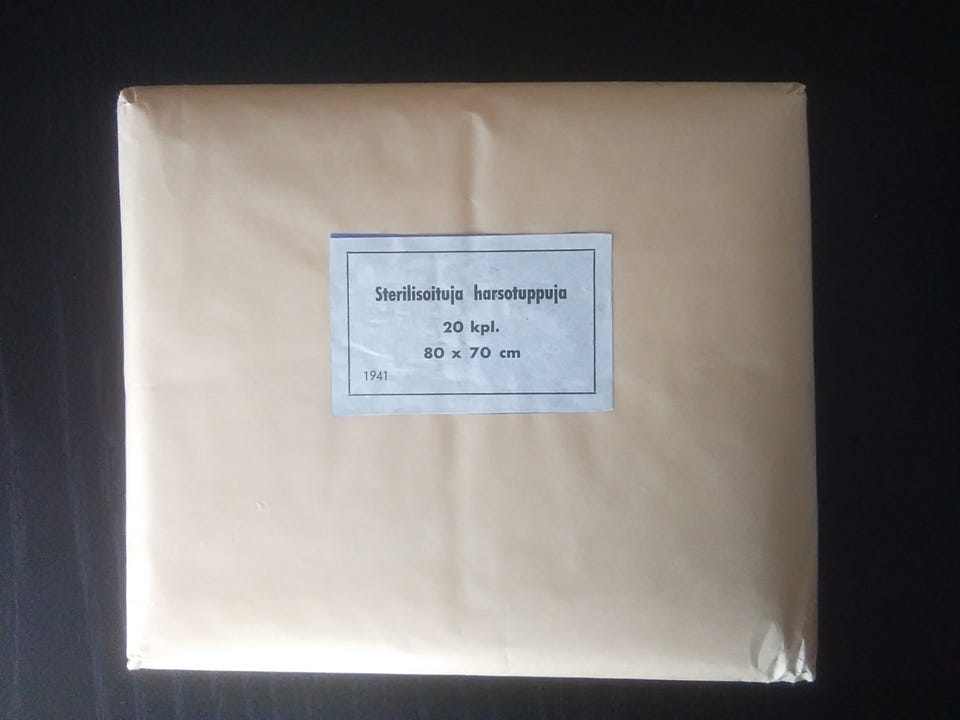 Sterilisoituja harsotuppuja
20 kpl.
80 x 70 cm
1941